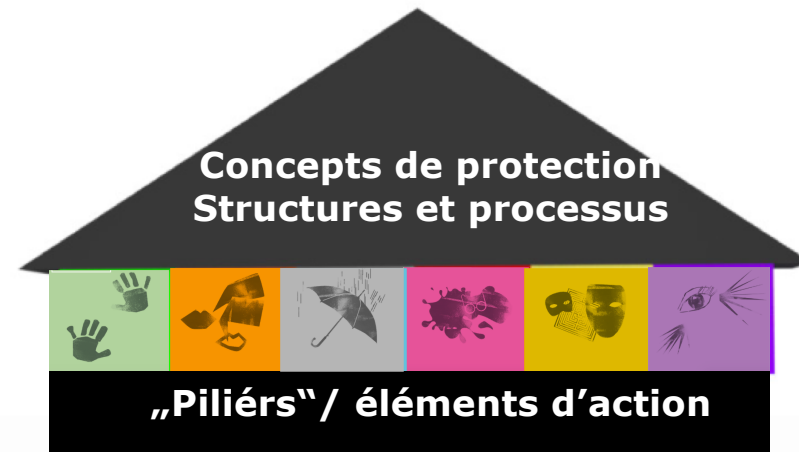 Concepts de protection
Structures et processus
„Piliérs“/ éléments d’action